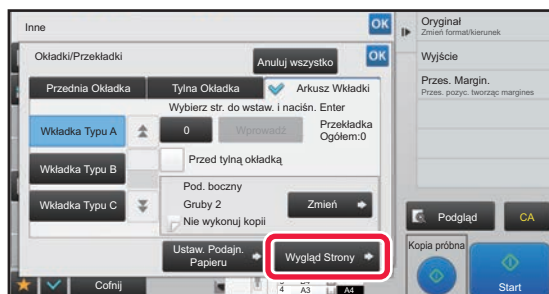 Inne
OK
Okładki/Przekładki
Anuluj wszystko
OK
Przednia Okładka
Tylna Okładka
Arkusz Wkładki
Wybierz str. do wstaw. i naciśn. Enter
Wkładka Typu A
0
Wprowadź
Przekładka
Ogółem:0
Wkładka Typu B
Przed tylną okładką
Wkładka Typu C
Pod. boczny
Gruby 2
Nie wykonuj kopii
Zmień
Ustaw. Podajn.
Papieru
Wygląd Strony
Cofnij
4
A3
A4
Oryginał
Zmień format/kierunek
Wyjście
Przes. Margin.
Przes. pozyc. tworząc margines
Podgląd
CA
Kopia próbna
Start